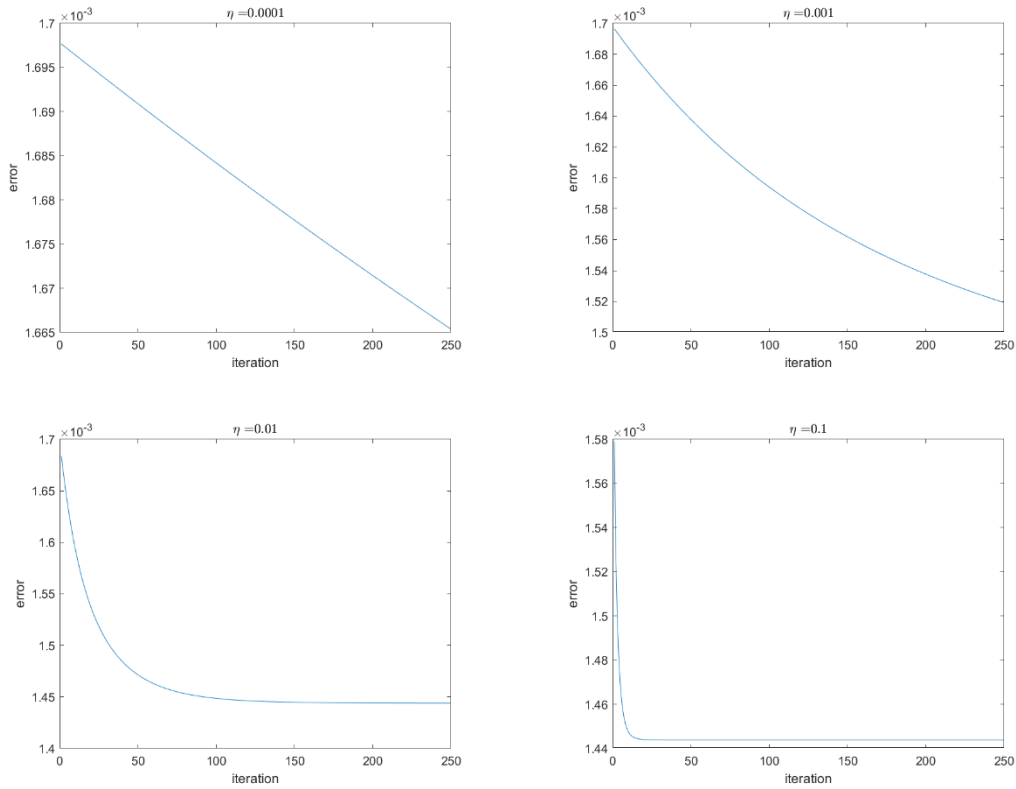 ×10⁻³
η =0.0001
1.7
1.695
1.69
1.685
1.68
1.675
1.67
1.665
error
0 50 100 150 200 250
iteration
×10⁻³
η =0.001
1.7
1.68
1.66
1.64
1.62
1.6
1.58
1.56
1.54
1.52
1.5
error
0 50 100 150 200 250
iteration
×10⁻³
η =0.01
1.7
1.65
1.6
1.55
1.5
1.45
1.4
error
0 50 100 150 200 250
iteration
×10⁻³
η =0.1
1.58
1.56
1.54
1.52
1.5
1.48
1.46
1.44
error
0 50 100 150 200 250
iteration